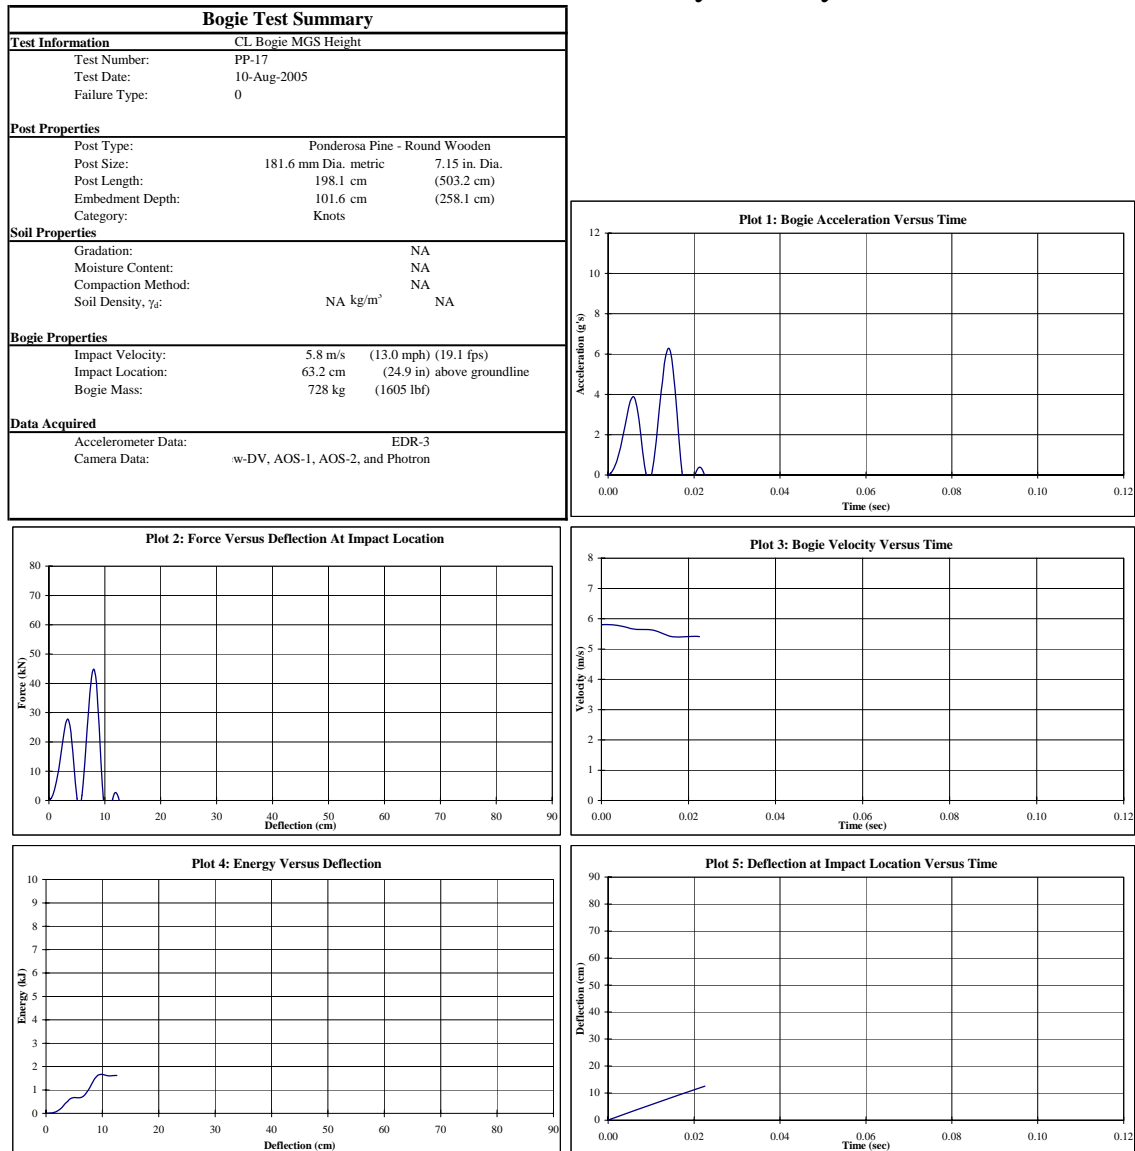 Bogie Test Summary
Test Information CL Bogie MGS Height
Test Number: PP-17
Test Date: 10-Aug-2005
Failure Type: 0
Post Properties
Post Type: Ponderosa Pine - Round Wooden
Post Size: 181.6 mm Dia. metric 7.15 in. Dia.
Post Length: 198.1 cm (503.2 cm)
Embedment Depth: 101.6 cm (258.1 cm)
Category: Knots
Soil Properties
Gradation: NA
Moisture Content: NA
Compaction Method: NA
Soil Density, γd: NA kg/m³ NA
Bogie Properties
Impact Velocity: 5.8 m/s (13.0 mph) (19.1 fps)
Impact Location: 63.2 cm (24.9 in) above groundline
Bogie Mass: 728 kg (1605 lbf)
Data Acquired
Accelerometer Data: EDR-3
Camera Data: w-DV, AOS-1, AOS-2, and Photron
Plot 1: Bogie Acceleration Versus Time
12
10
8
6
4
2
0
Acceleration (g's)
0.00 0.02 0.04 0.06 0.08 0.10 0.12
Time (sec)
Plot 2: Force Versus Deflection At Impact Location
80
70
60
50
40
30
20
10
0
Force (kN)
0 10 20 30 40 50 60 70 80 90
Deflection (cm)
Plot 3: Bogie Velocity Versus Time
8
7
6
5
4
3
2
1
0
Velocity (m/s)
0.00 0.02 0.04 0.06 0.08 0.10 0.12
Time (sec)
Plot 4: Energy Versus Deflection
10
9
8
7
6
5
4
3
2
1
0
Energy (kJ)
0 10 20 30 40 50 60 70 80 90
Deflection (cm)
Plot 5: Deflection at Impact Location Versus Time
90
80
70
60
50
40
30
20
10
0
Deflection (cm)
0.00 0.02 0.04 0.06 0.08 0.10 0.12
Time (sec)